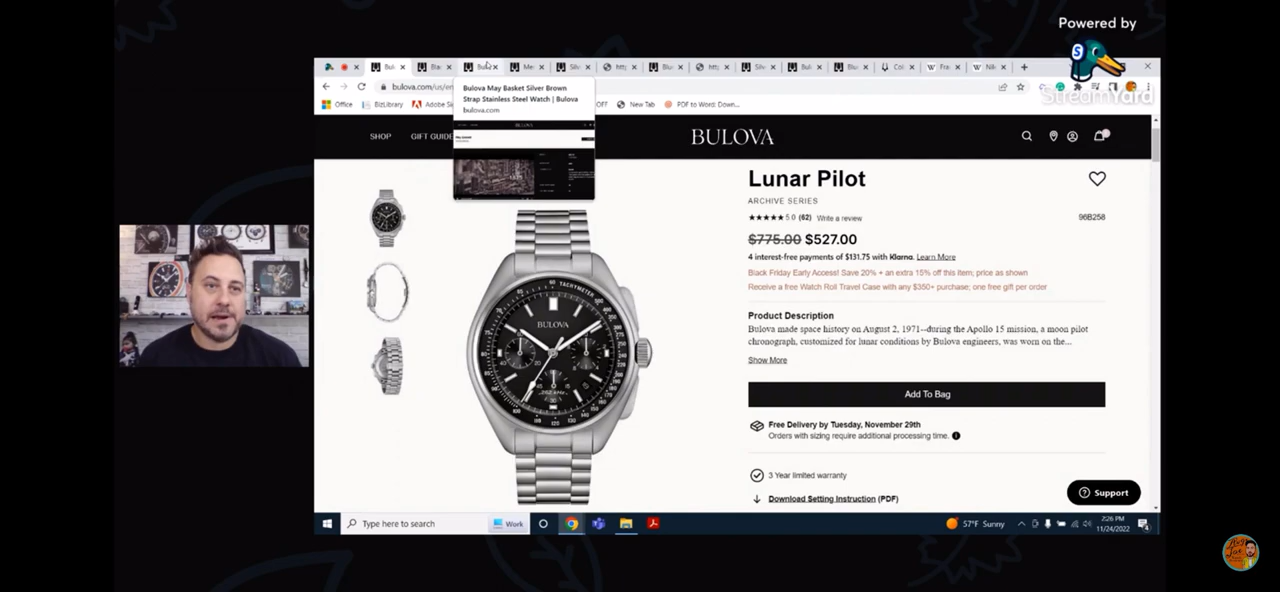 Powered by
StreamYard
bulova.com/us/en
Bulova May Basket Silver Brown
Strap Stainless Steel Watch | Bulova
bulova.com
Office
BizLibrary
Adobe
OFF
New Tab
PDF to Word: Down...
SHOP
GIFT GUIDE
BULOVA
Lunar Pilot
ARCHIVE SERIES
★★★★★ 5.0 (62) Write a review
96B258
$775.00 $527.00
4 interest-free payments of $131.75 with Klarna. Learn More
Black Friday Early Access! Save 20% + an extra 15% off this item; price as shown
Receive a free Watch Roll Travel Case with any $350+ purchase; one free gift per order
Product Description
Bulova made space history on August 2, 1971--during the Apollo 15 mission, a moon pilot
chronograph, customized for lunar conditions by Bulova engineers, was worn on the...
Show More
Add To Bag
Free Delivery by Tuesday, November 29th
Orders with sizing require additional processing time.
3 Year limited warranty
Download Setting Instruction (PDF)
Support
TACHYMETER
BULOVA
Type here to search
Work
57°F Sunny
2:26 PM
11/24/2022